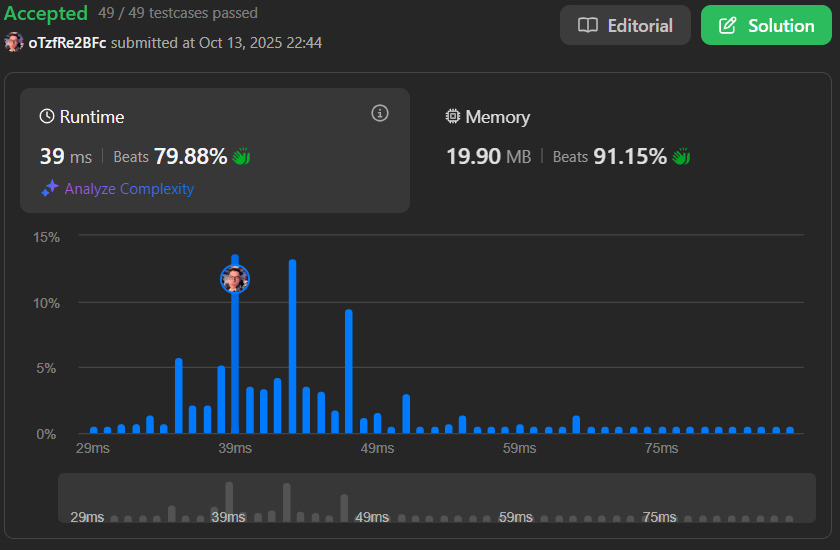 Accepted 49 / 49 testcases passed
Editorial
Solution
oTzfRe2BFc submitted at Oct 13, 2025 22:44
Runtime
39 ms | Beats 79.88%
Analyze Complexity
Memory
19.90 MB | Beats 91.15%
15%
10%
5%
0%
29ms 39ms 49ms 59ms 75ms
29ms 39ms 49ms 59ms 75ms